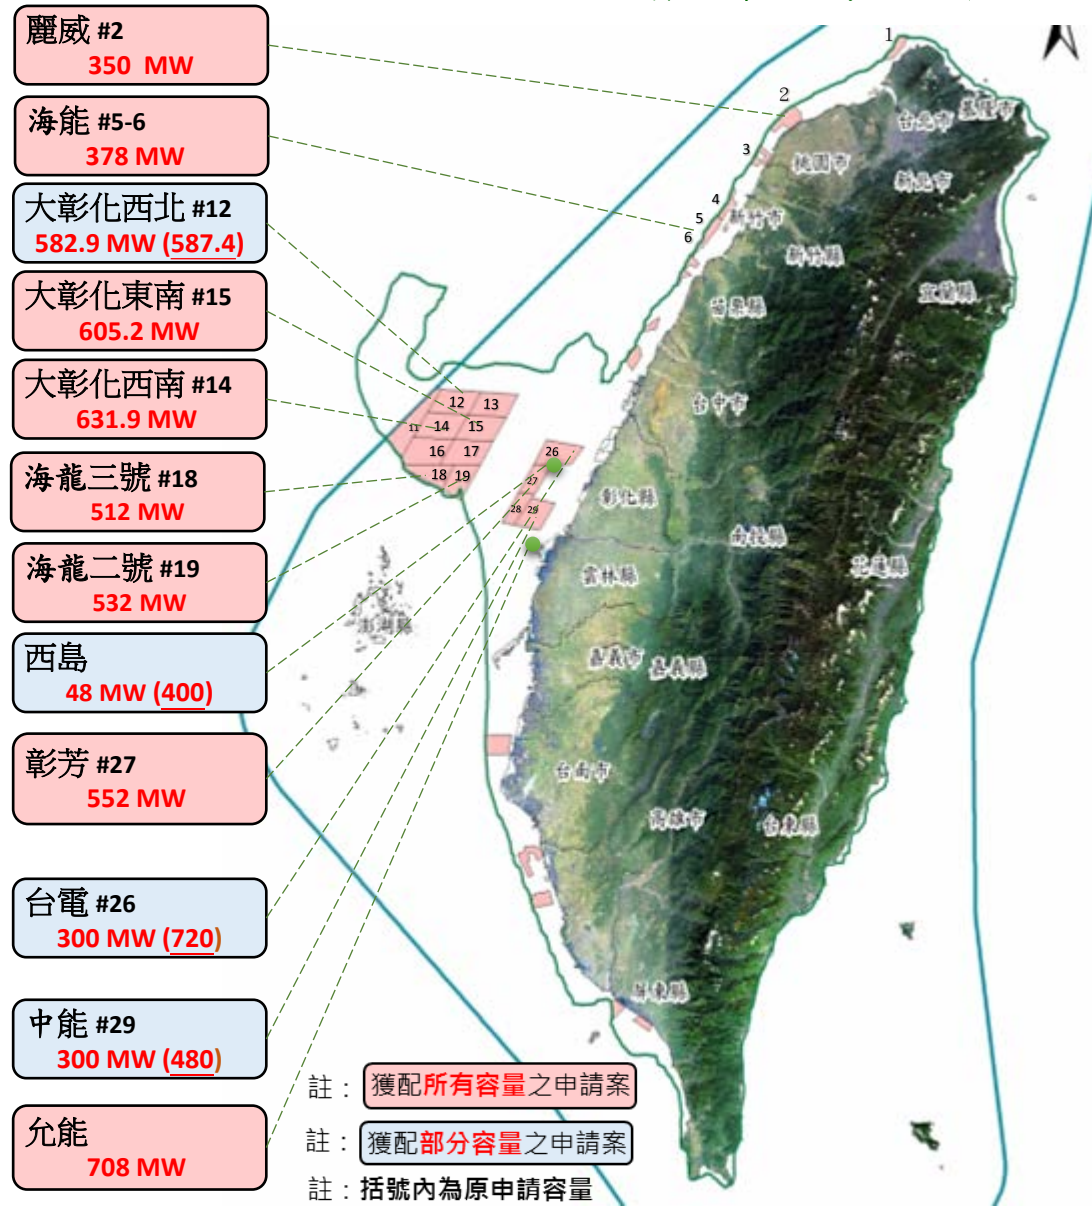 麗威 #2
350 MW
海能 #5-6
378 MW
大彰化西北 #12
582.9 MW (587.4)
大彰化東南 #15
605.2 MW
大彰化西南 #14
631.9 MW
海龍三號 #18
512 MW
海龍二號 #19
532 MW
西島
48 MW (400)
彰芳 #27
552 MW
台電 #26
300 MW (720)
中能 #29
300 MW (480)
允能
708 MW
1
2
3
4
5
6
台北市
基隆市
桃園市
新北市
新竹市
新竹縣
宜蘭縣
苗栗縣
台中市
12
13
11
14
15
16
17
18
19
26
27
28
29
彰化縣
南投縣
花蓮縣
雲林縣
澎湖縣
嘉義市
嘉義縣
台南市
高雄市
台東縣
屏東縣
註：獲配所有容量之申請案
註：獲配部分容量之申請案
註：括號內為原申請容量